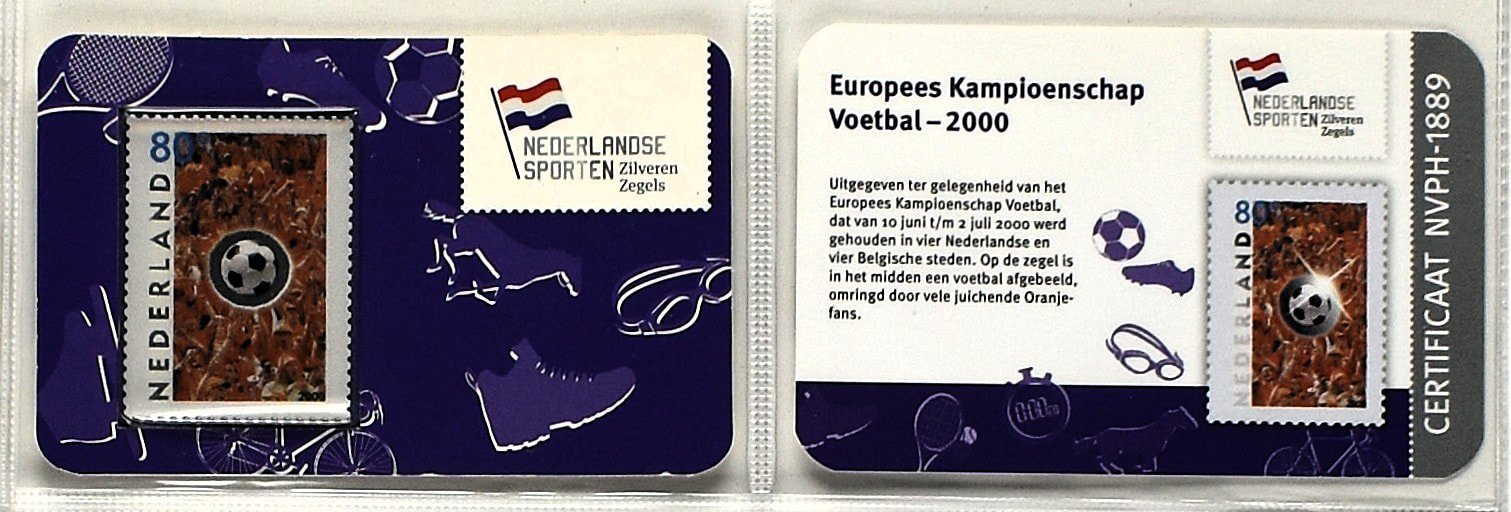 80c
NEDERLAND
2000
NEDERLANDSE
SPORTEN Zilveren
Zegels
Europees Kampioenschap
Voetbal – 2000
Uitgegeven ter gelegenheid van het
Europees Kampioenschap Voetbal,
dat van 10 juni t/m 2 juli 2000 werd
gehouden in vier Nederlandse en
vier Belgische steden. Op de zegel is
in het midden een voetbal afgebeeld,
omringd door vele juichende Oranje-
fans.
NEDERLANDSE
SPORTEN Zilveren
Zegels
80c
NEDERLAND
CERTIFICAAT NVPH-1889